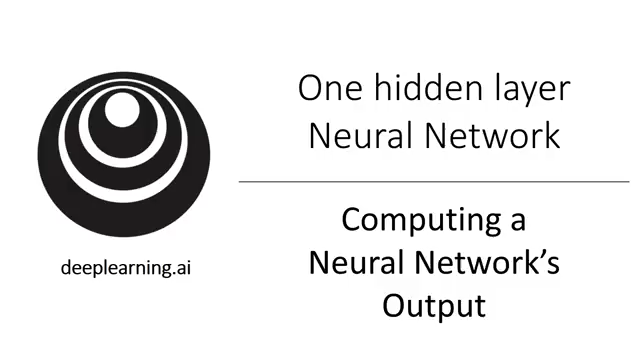 One hidden layer
Neural Network
Computing a
Neural Network’s
Output
deeplearning.ai